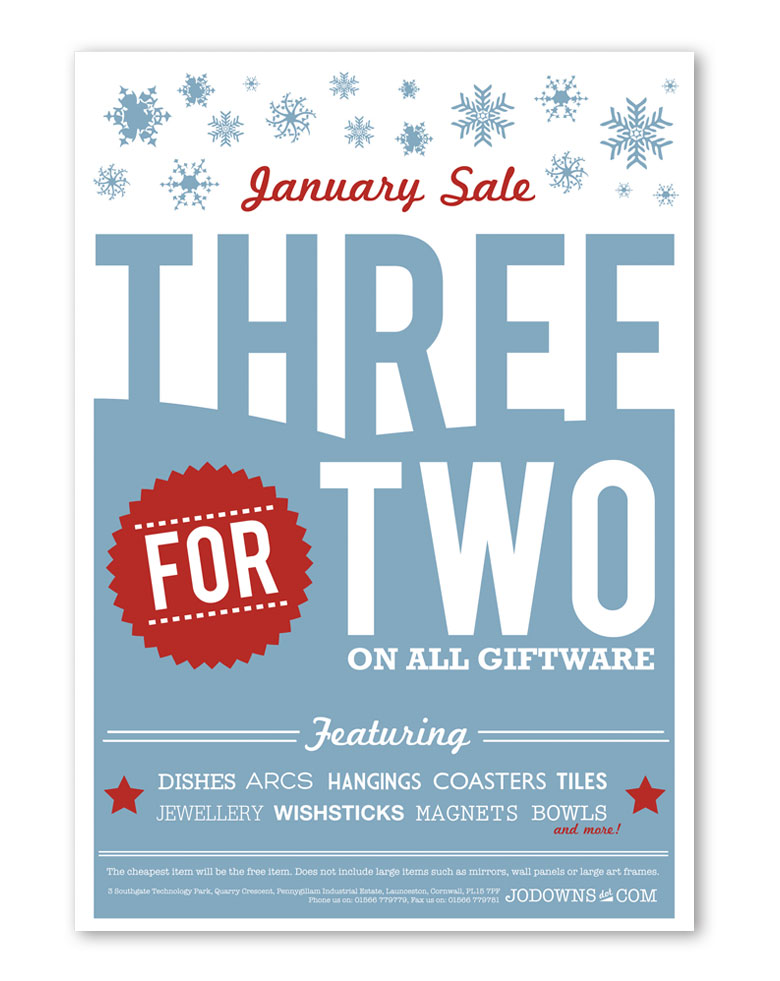 January Sale
THREE
FOR
TWO
ON ALL GIFTWARE
Featuring
DISHES ARCS HANGINGS COASTERS TILES
JEWELLERY WISHSTICKS MAGNETS BOWLS
and more!
The cheapest item will be the free item. Does not include large items such as mirrors, wall panels or large art frames.
3 Southgate Technology Park, Quarry Crescent, Pennygillam Industrial Estate, Launceston, Cornwall, PL15 7PF
Phone us on: 01566 779779, Fax us on: 01566 779781
JODOWNS dot COM